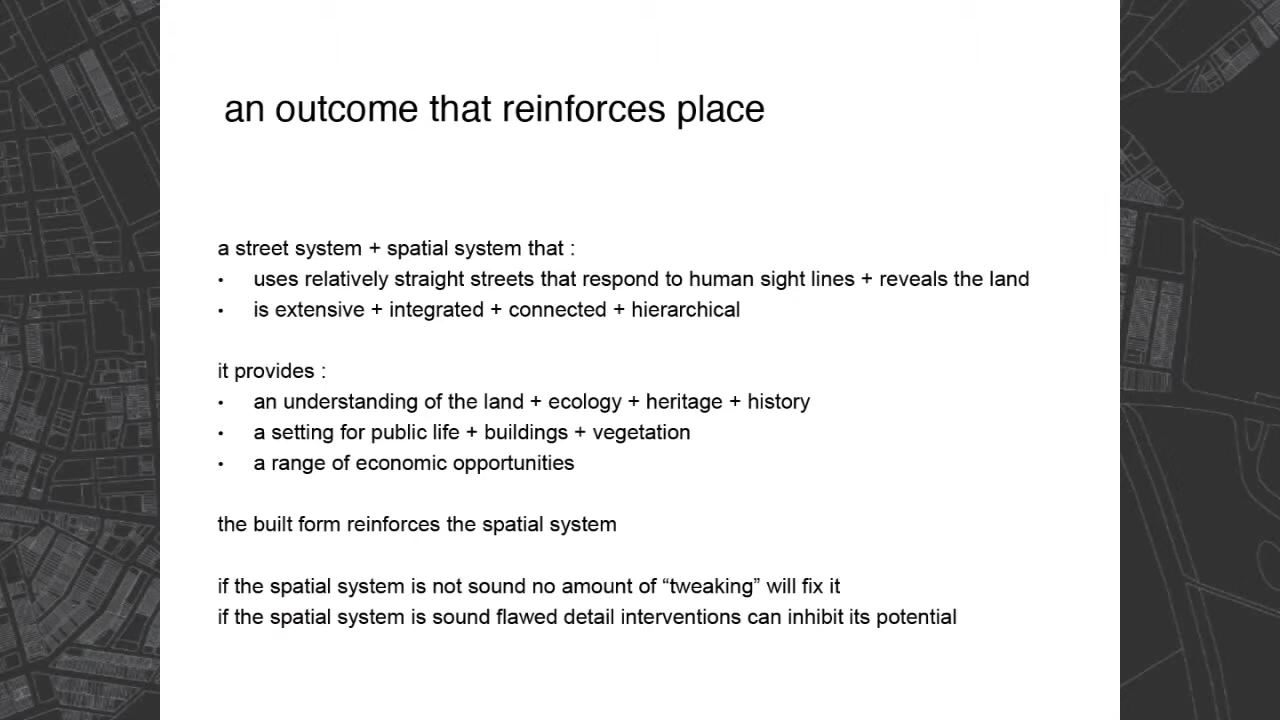 an outcome that reinforces place
a street system + spatial system that :
• uses relatively straight streets that respond to human sight lines + reveals the land
• is extensive + integrated + connected + hierarchical
it provides :
• an understanding of the land + ecology + heritage + history
• a setting for public life + buildings + vegetation
• a range of economic opportunities
the built form reinforces the spatial system
if the spatial system is not sound no amount of “tweaking” will fix it
if the spatial system is sound flawed detail interventions can inhibit its potential